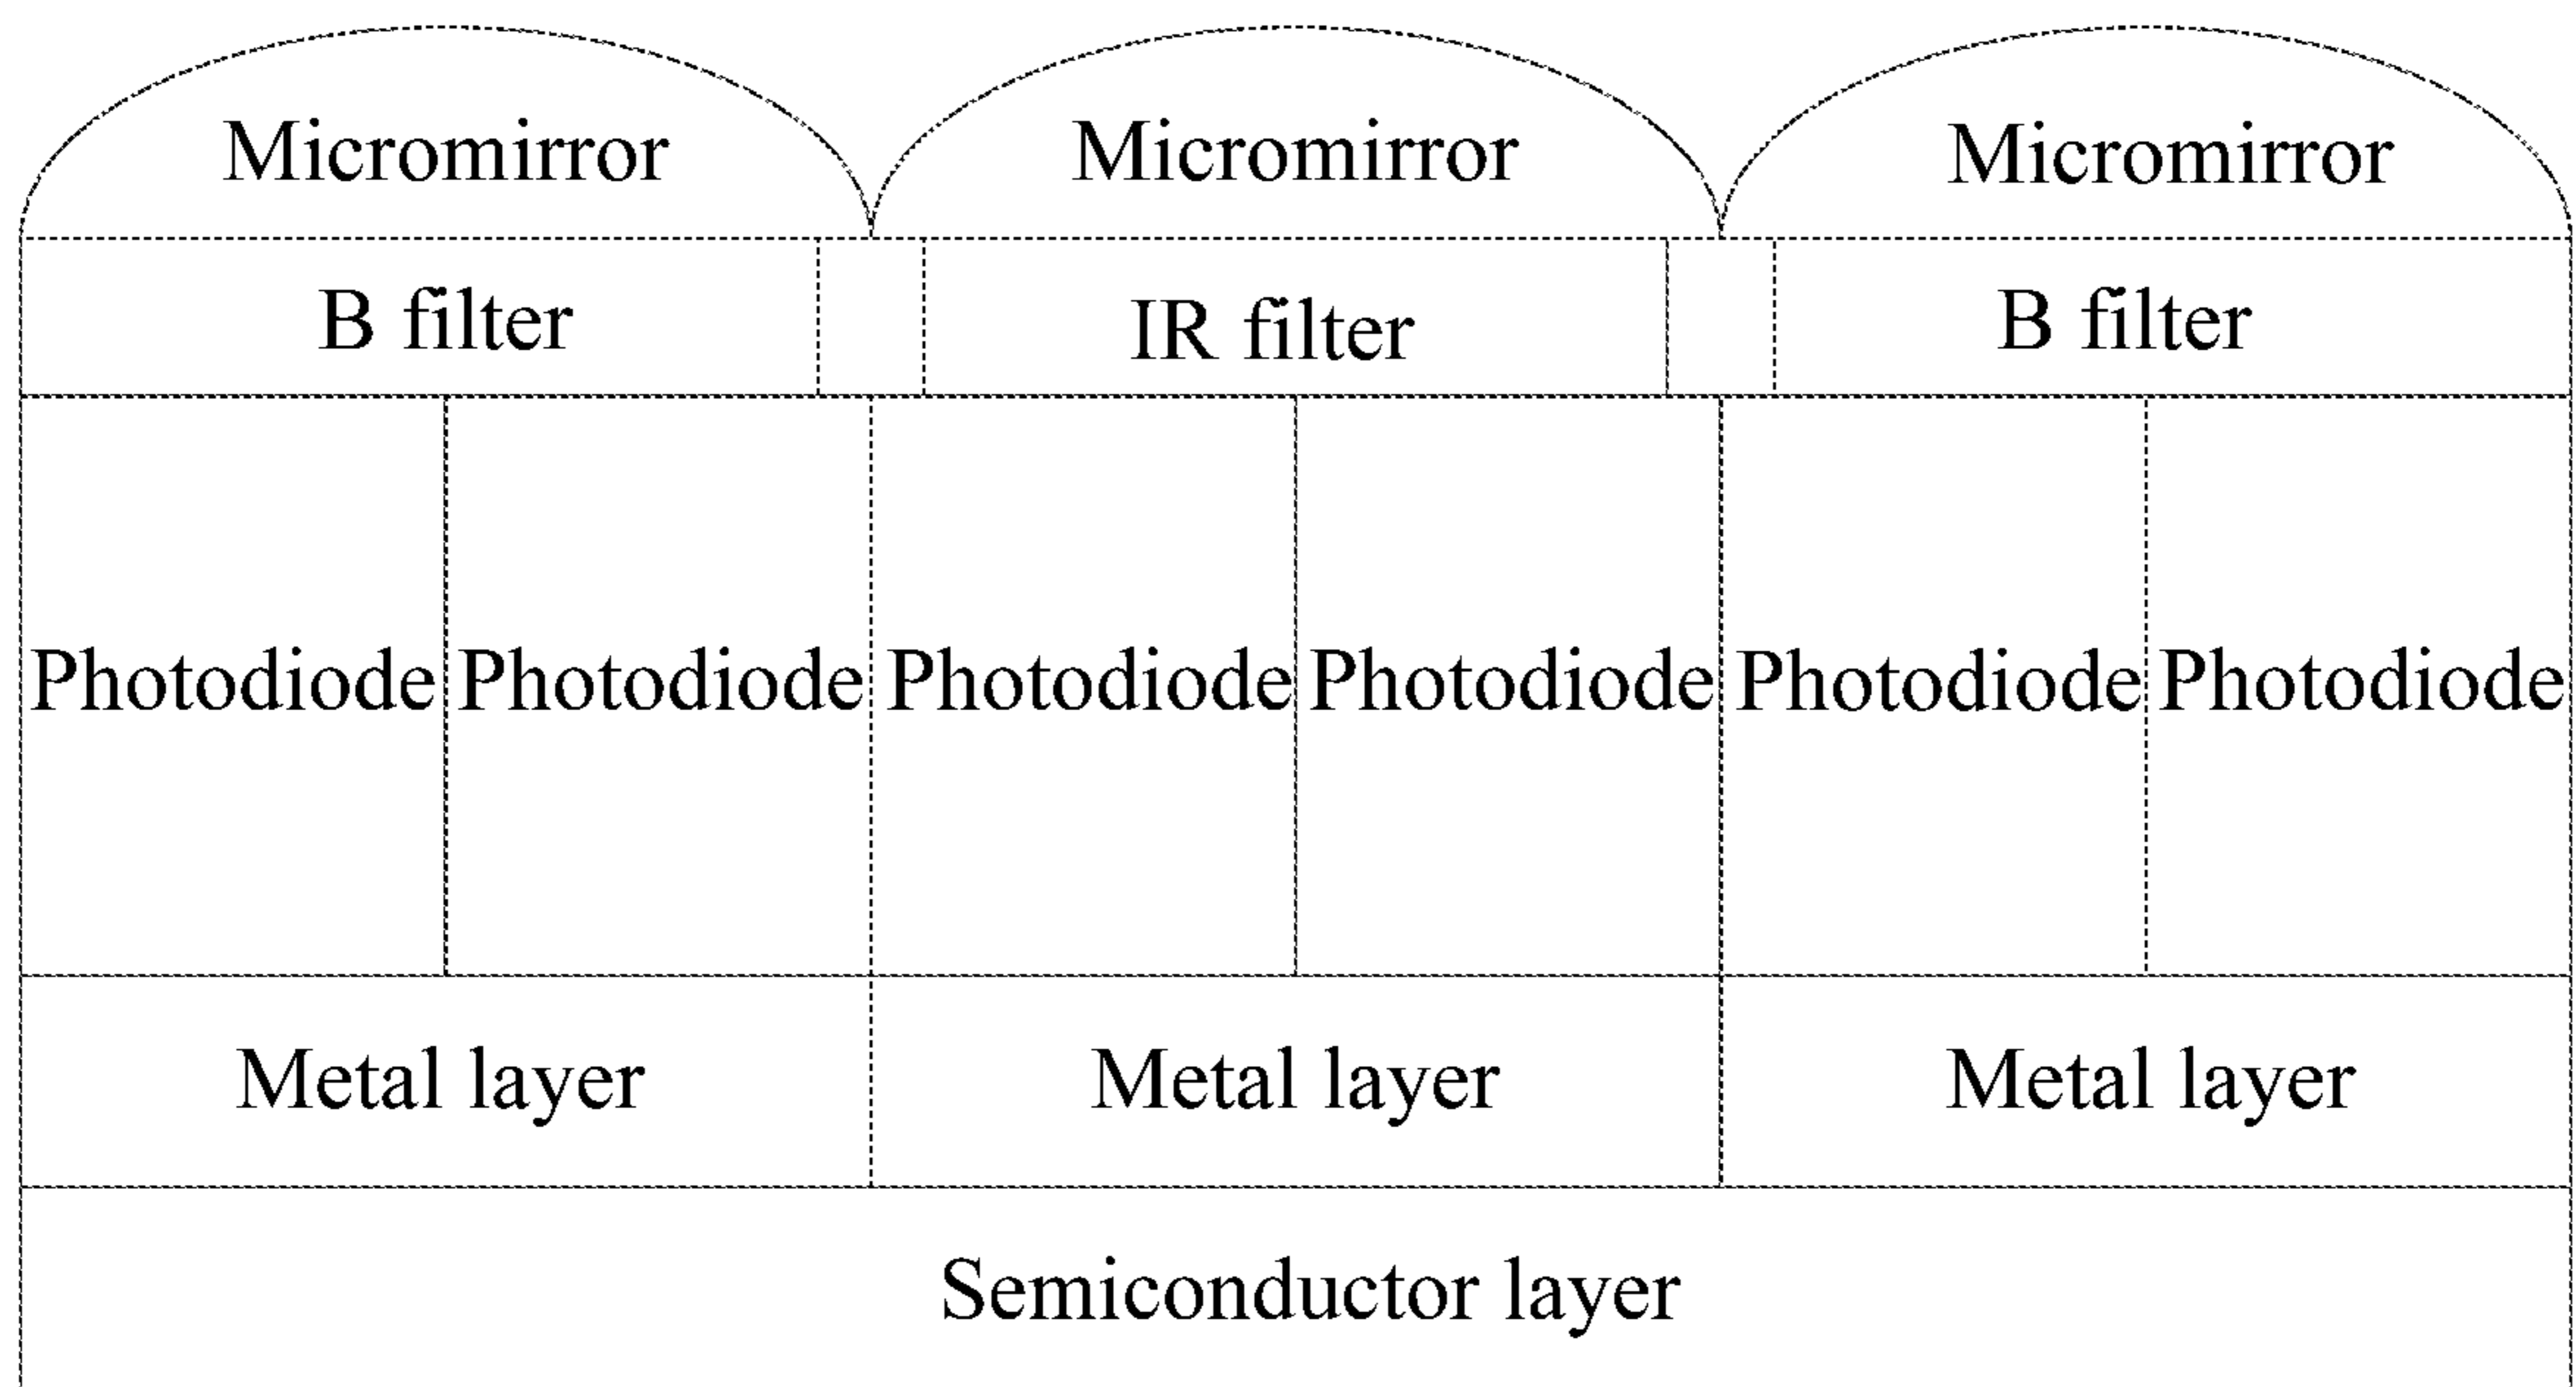 Micromirror Micromirror Micromirror
B filter IR filter B filter
Photodiode Photodiode Photodiode Photodiode Photodiode Photodiode
Metal layer Metal layer Metal layer
Semiconductor layer